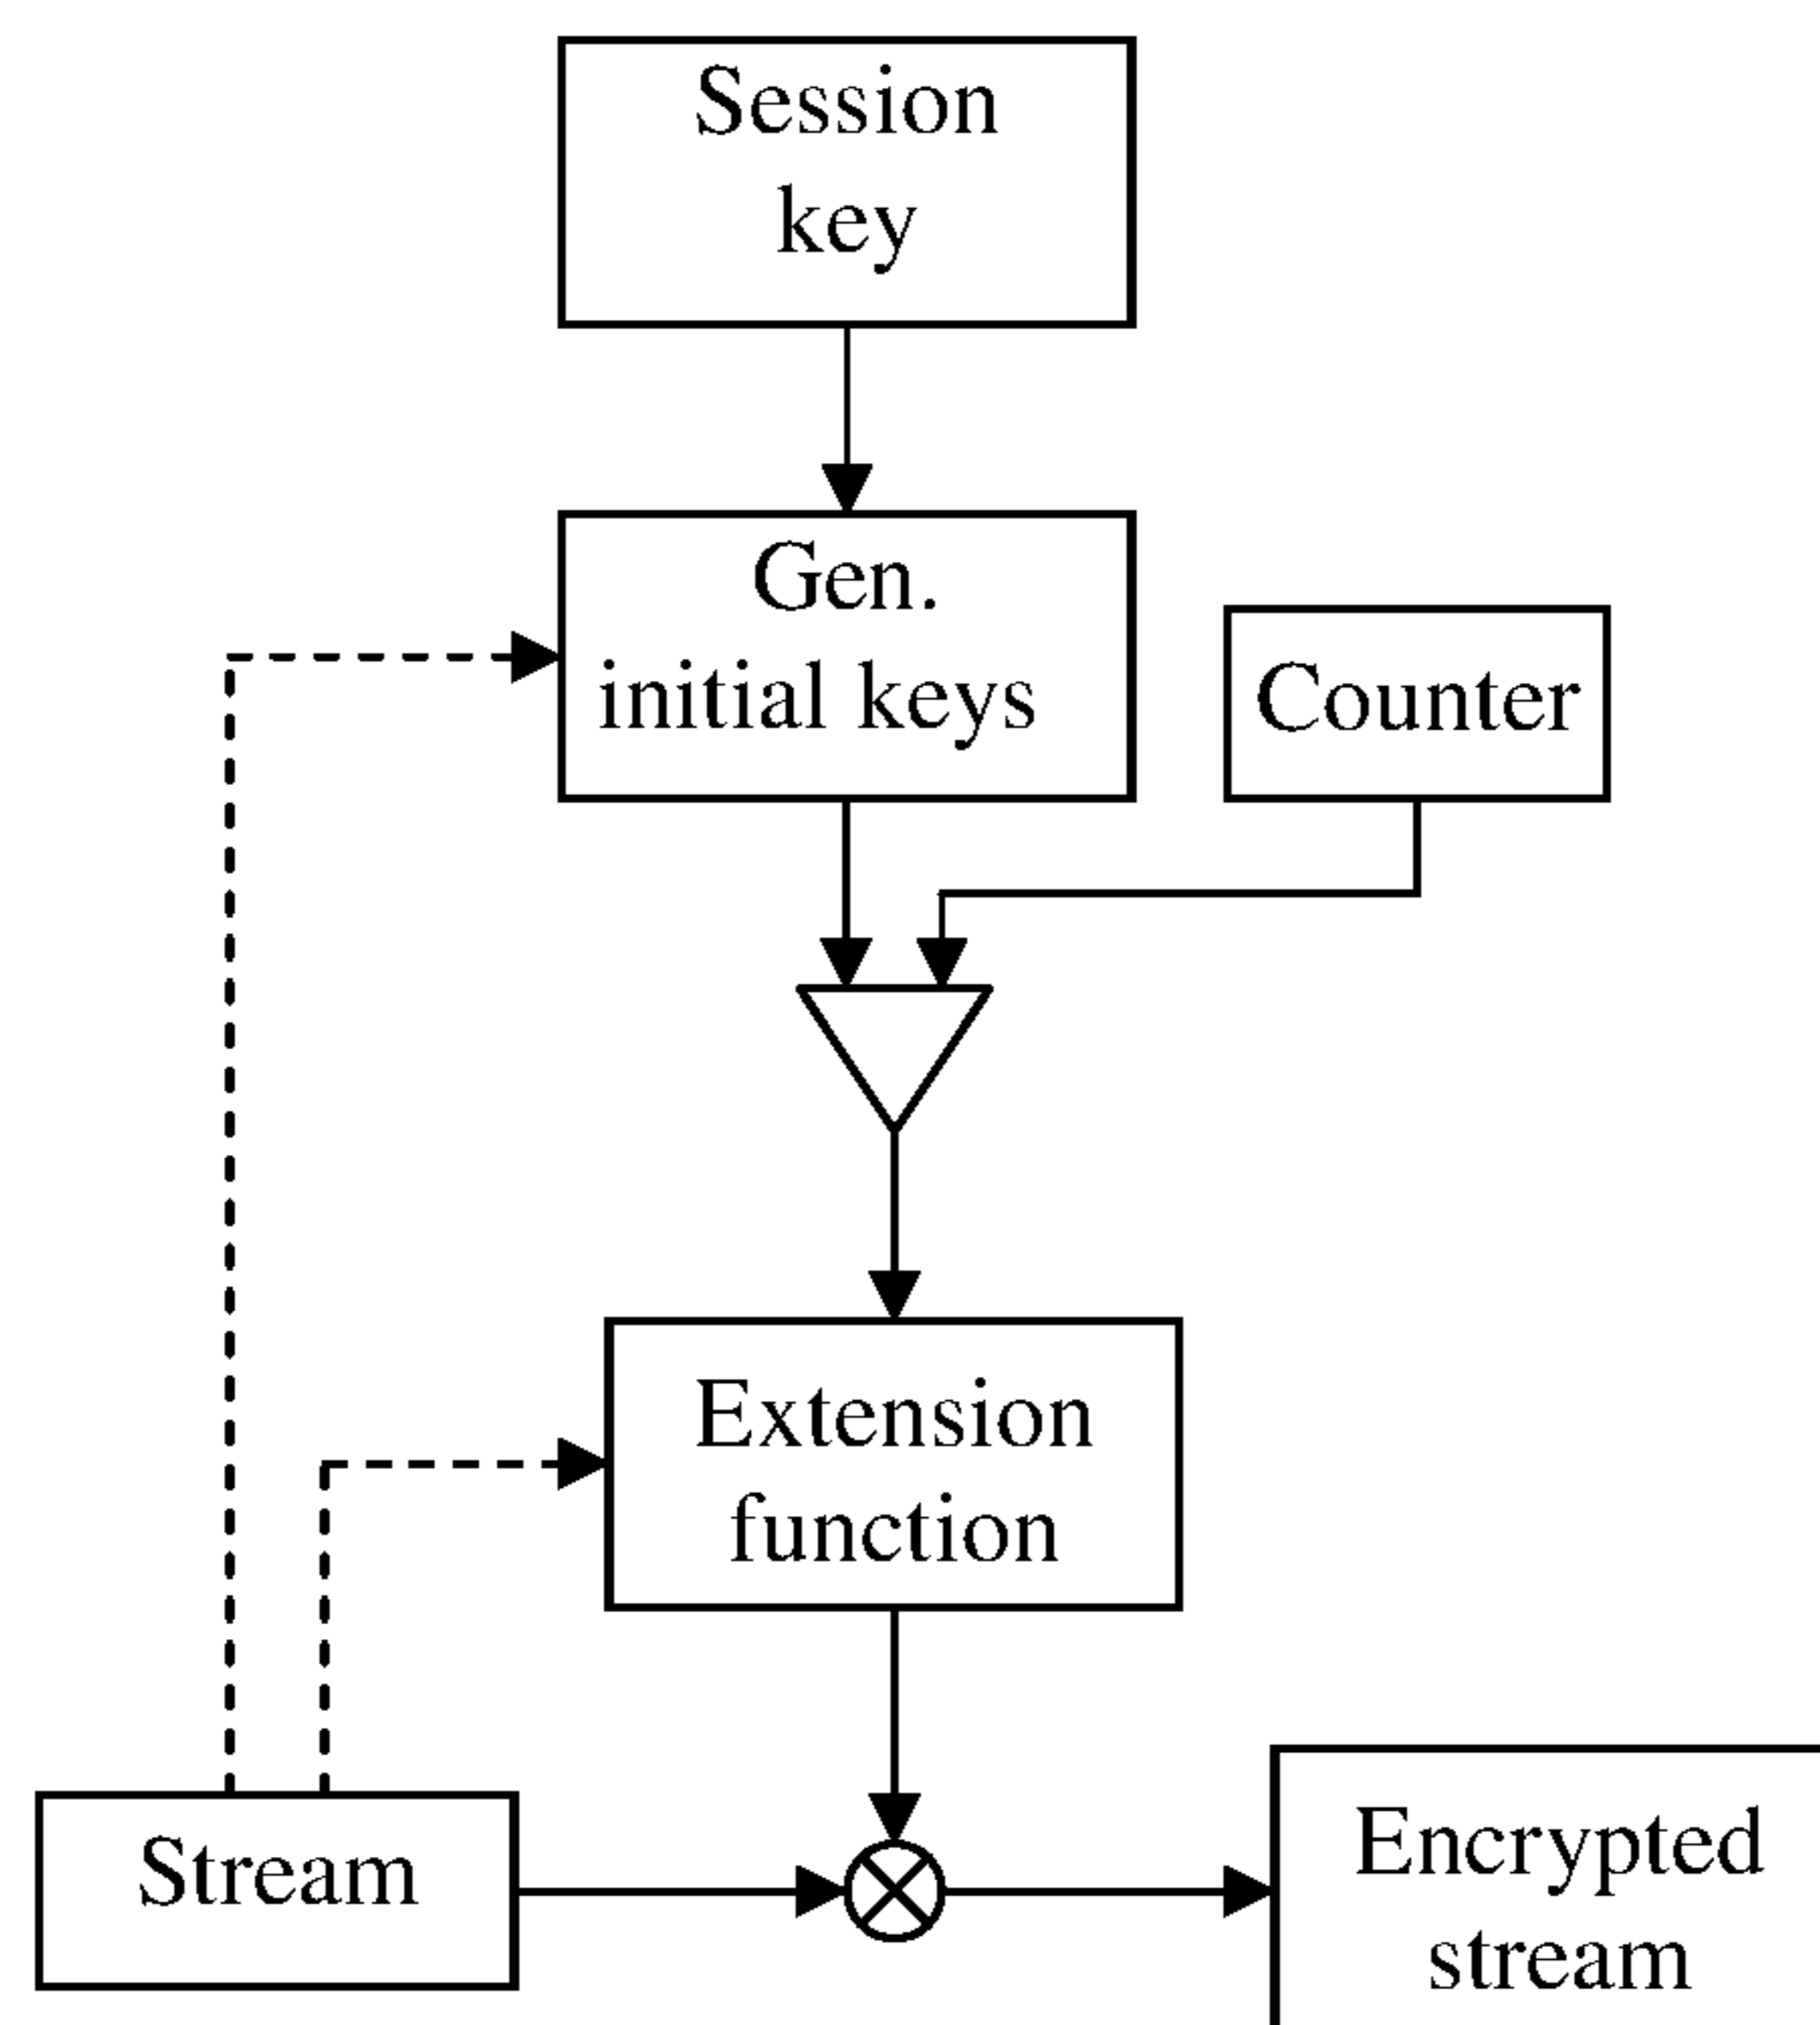 Session
key
Gen.
initial keys
Counter
Extension
function
Stream
Encrypted
stream